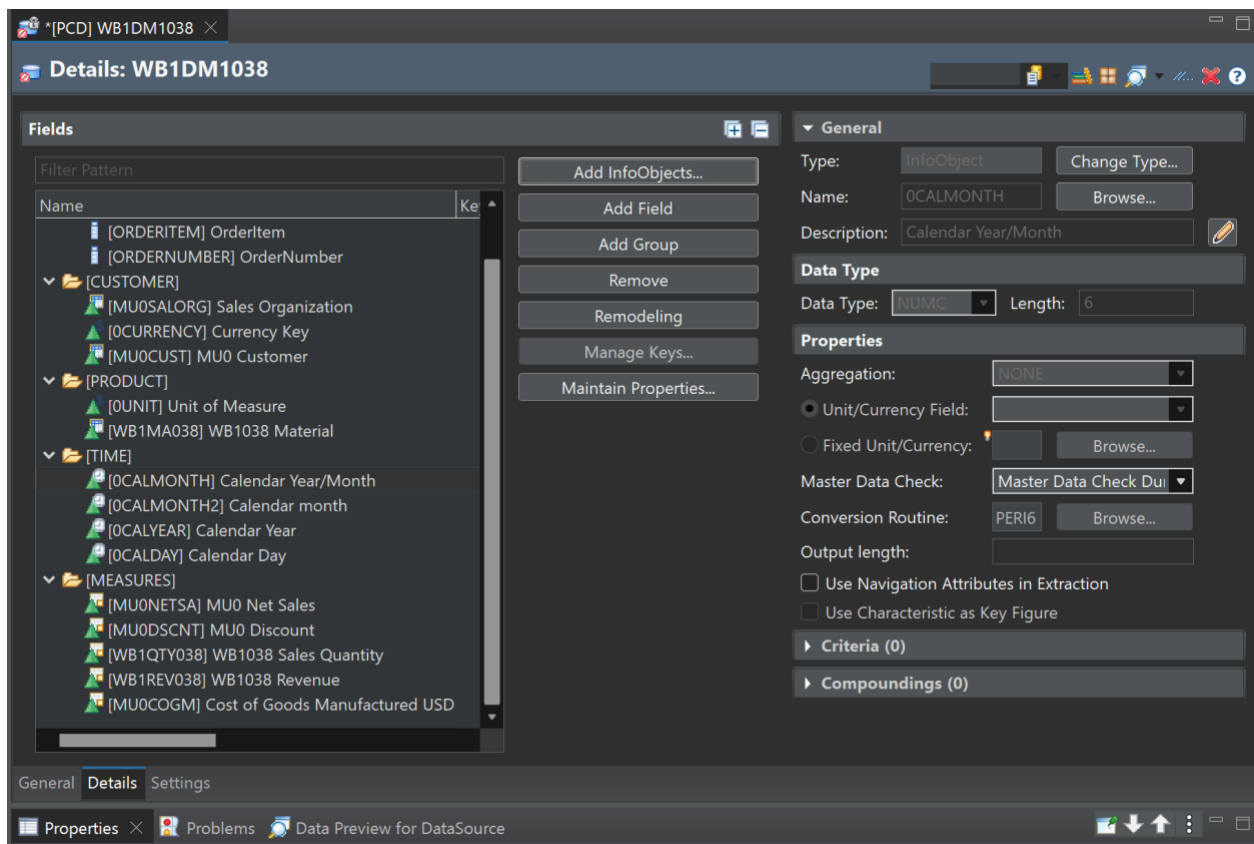 *[PCD] WB1DM1038
Details: WB1DM1038
Fields
Filter Pattern
Name Key
[ORDERITEM] OrderItem
[ORDERNUMBER] OrderNumber
[CUSTOMER]
[MU0SALORG] Sales Organization
[0CURRENCY] Currency Key
[MU0CUST] MU0 Customer
[PRODUCT]
[0UNIT] Unit of Measure
[WB1MA038] WB1038 Material
[TIME]
[0CALMONTH] Calendar Year/Month
[0CALMONTH2] Calendar month
[0CALYEAR] Calendar Year
[0CALDAY] Calendar Day
[MEASURES]
[MU0NETSA] MU0 Net Sales
[MU0DSCNT] MU0 Discount
[WB1QTY038] WB1038 Sales Quantity
[WB1REV038] WB1038 Revenue
[MU0COGM] Cost of Goods Manufactured USD
Add InfoObjects...
Add Field
Add Group
Remove
Remodeling
Manage Keys...
Maintain Properties...
General
Type: InfoObject Change Type...
Name: 0CALMONTH Browse...
Description: Calendar Year/Month
Data Type
Data Type: NUMC Length: 6
Properties
Aggregation: NONE
Unit/Currency Field:
Fixed Unit/Currency: Browse...
Master Data Check: Master Data Check Dui
Conversion Routine: PERI6 Browse...
Output length:
Use Navigation Attributes in Extraction
Use Characteristic as Key Figure
Criteria (0)
Compoundings (0)
General Details Settings
Properties Problems Data Preview for DataSource